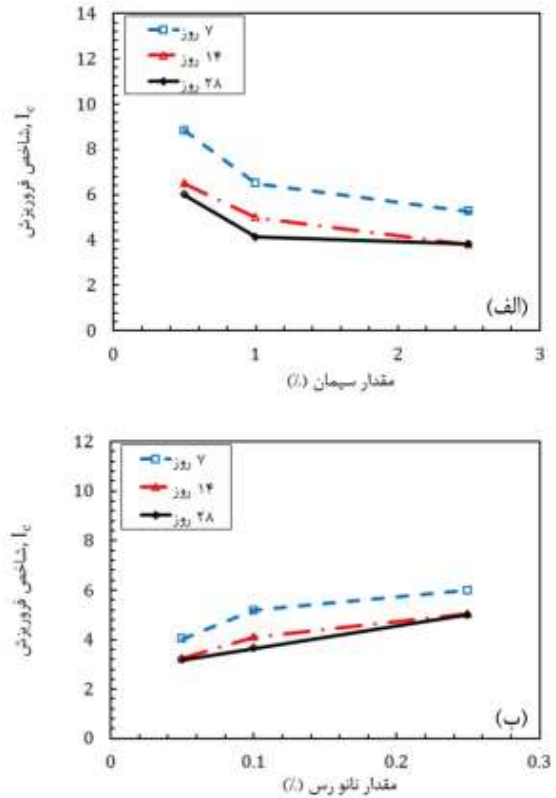 14
12
10
8
6
4
2
0
شاخص فروریزش, Ic
۷ روز
۱۴ روز
۲۸ روز
(الف)
0 1 2 3
مقدار سیمان (٪)
12
10
8
6
4
2
0
شاخص فروریزش, Ic
۷ روز
۱۴ روز
۲۸ روز
(ب)
0 0.1 0.2 0.3
مقدار نانو رس (٪)